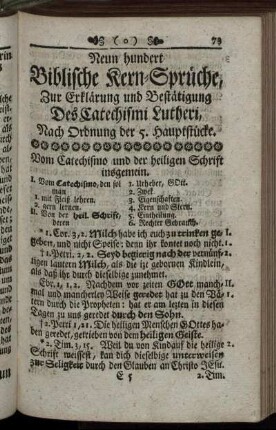 ( o ) 73
Neun hundert
Biblische Kern-Sprüche,
Zur Erklärung und Bestätigung
Des Catechismi Lutheri,
Nach Ordnung der 5. Hauptstücke.
Vom Catechismo und der heiligen Schrift
insgemein.
I. Vom Catechismo, den sol
man
1. mit Fleiß lehren.
2. gern lernen.
II. Von der heil. Schrift,
deren
1. Urheber, GOtt.
2. Zweck.
3. Eigenschaften.
4. Kern und Stern.
5. Eintheilung.
6. Rechter Gebrauch.
*1. Cor. 3, 2. Milch habe ich euch zu trinken ge-
geben, und nicht Speise: denn ihr kontet noch nicht.
1. Petri. 2, 2. Seyd begierig nach der vernünf-
tigen lautern Milch, als die jz gebornen Kindlein,
als daß ihr durch dieselbige zunehmet.
Ebr. 1, 1. 2. Nachdem vor zeiten GOtt manch-
mal und mancherley Weise geredet hat zu den Vä-
tern durch die Propheten: hat er am letzten in diesen
Tagen zu uns geredet durch den Sohn.
*2. Petri 1, 21. Die heiligen Menschen GOttes ha-
ben geredet, getrieben von dem heiligen Geiste.
*2. Tim. 3, 15. Weil du von Kindauf die heilige
Schrift weissest, kan dich dieselbige unterweisen
zur Seligkeit durch den Glauben an Christo JEsu.
E 5 2. Tim.